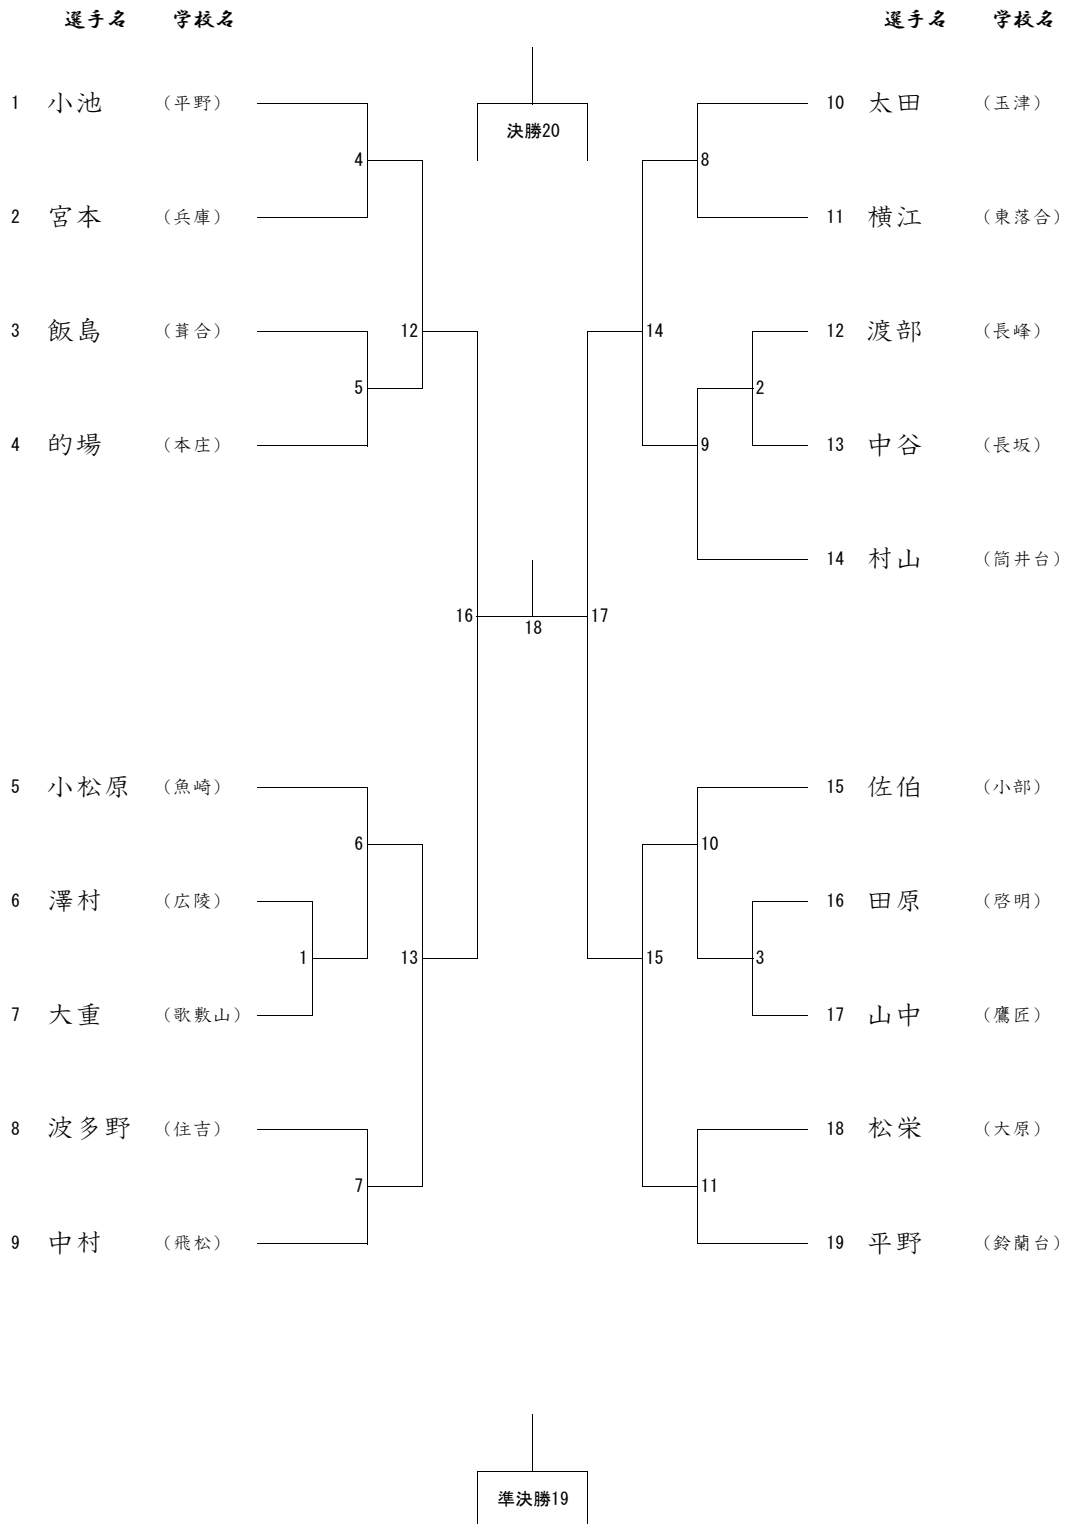 選手名 学校名 選手名 学校名
1 小池 （平野） 10 太田 （玉津）
決勝20
4 8
2 宮本 （兵庫） 11 横江 （東落合）
3 飯島 （葺合） 12 14 12 渡部 （長峰）
5 2
4 的場 （本庄） 9 13 中谷 （長坂）
14 村山 （筒井台）
16 17
18
5 小松原 （魚崎） 15 佐伯 （小部）
6 10
6 澤村 （広陵） 16 田原 （啓明）
1 13 15 3
7 大重 （歌敷山） 17 山中 （鷹匠）
8 波多野 （住吉） 18 松栄 （大原）
7 11
9 中村 （飛松） 19 平野 （鈴蘭台）
準決勝19